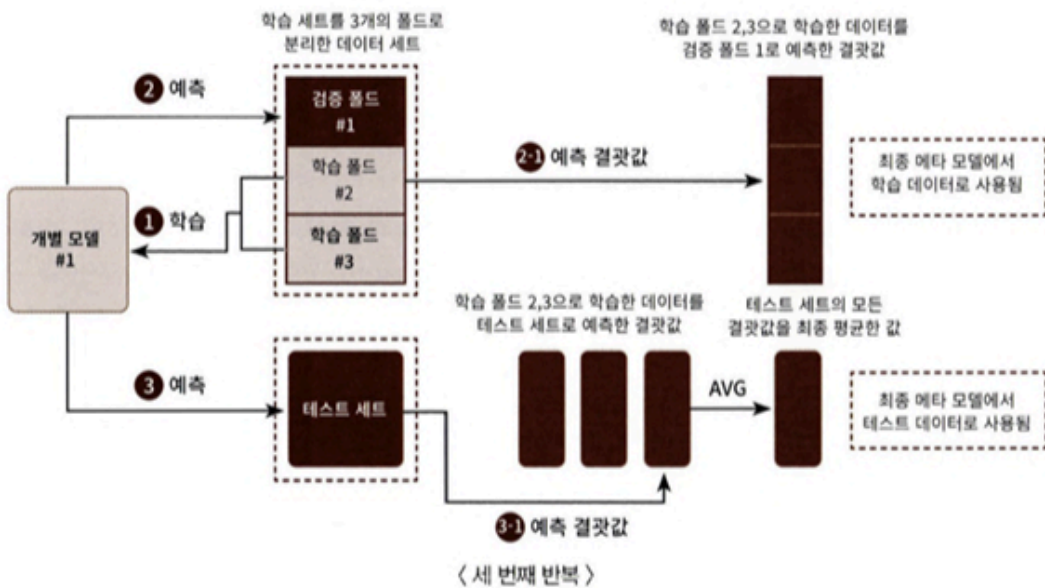 학습 세트를 3개의 폴드로
분리한 데이터 세트
학습 폴드 2,3으로 학습한 데이터를
검증 폴드 1로 예측한 결괏값
2 예측
검증 폴드
#1
2-1 예측 결괏값
학습 폴드
#2
최종 메타 모델에서
학습 데이터로 사용됨
1 학습
개별 모델
#1
학습 폴드
#3
학습 폴드 2,3으로 학습한 데이터를
테스트 세트로 예측한 결괏값
테스트 세트의 모든
결괏값을 최종 평균한 값
3 예측
테스트 세트
AVG
최종 메타 모델에서
테스트 데이터로 사용됨
3-1 예측 결괏값
〈 세 번째 반복 〉